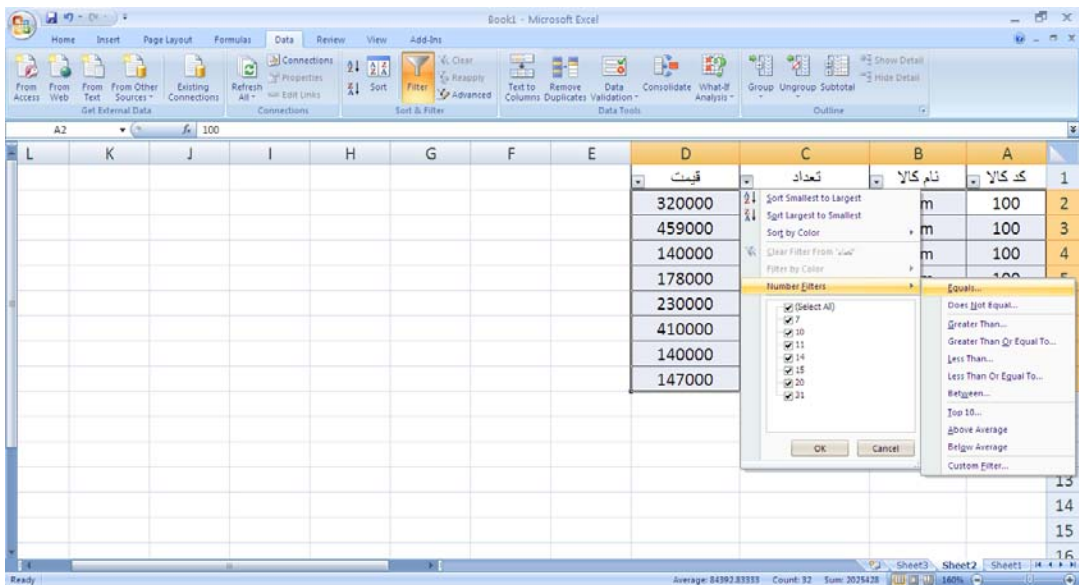 Book1 - Microsoft Excel
Home Insert Page Layout Formulas Data Review View Add-Ins
From Access From Web From Text From Other Sources Existing Connections Refresh All Connections Properties Edit Links Sort Filter Clear Reapply Advanced Text to Columns Remove Duplicates Data Validation Consolidate What-If Analysis Group Ungroup Subtotal Show Detail Hide Detail
Get External Data Connections Sort & Filter Data Tools Outline
A2 fx 100
L K J I H G F E D C B A
قیمت تعداد نام کالا کد کالا 1
320000 m 100 2
459000 m 100 3
140000 m 100 4
178000
230000
410000
140000
147000
Sort Smallest to Largest
Sort Largest to Smallest
Sort by Color
Clear Filter From "تعداد"
Filter by Color
Number Filters
(Select All)
7
10
11
14
15
20
21
OK Cancel
Equals...
Does Not Equal...
Greater Than...
Greater Than Or Equal To...
Less Than...
Less Than Or Equal To...
Between...
Top 10...
Above Average
Below Average
Custom Filter...
13
14
15
16
Sheet3 Sheet2 Sheet1
Ready Average: 84392.83333 Count: 32 Sum: 2025428 160%